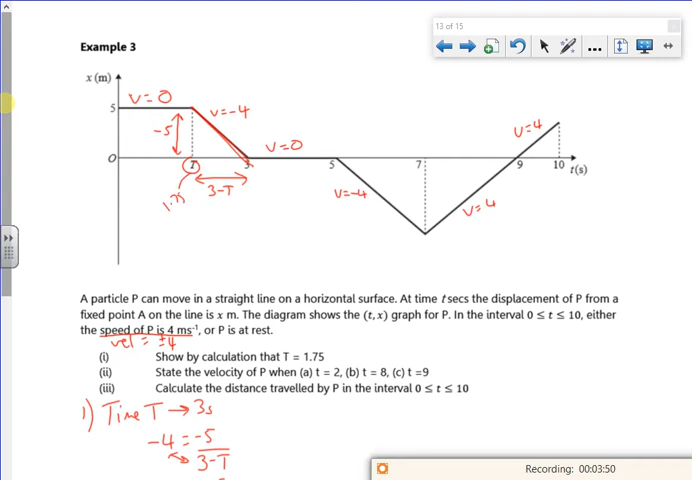 13 of 15
Example 3
x (m)
V=0
V=-4
5
-5
V=0
V=4
O
T
3
5
7
9
10
t(s)
1.75
3-T
V=-4
V=4
A particle P can move in a straight line on a horizontal surface. At time t secs the displacement of P from a
fixed point A on the line is x m. The diagram shows the (t, x) graph for P. In the interval 0 ≤ t ≤ 10, either
the speed of P is 4 ms⁻¹, or P is at rest.
vel = ±4
(i) Show by calculation that T = 1.75
(ii) State the velocity of P when (a) t = 2, (b) t = 8, (c) t =9
(iii) Calculate the distance travelled by P in the interval 0 ≤ t ≤ 10
1) Time T → 3s
-4 = -5
3-T
Recording: 00:03:50